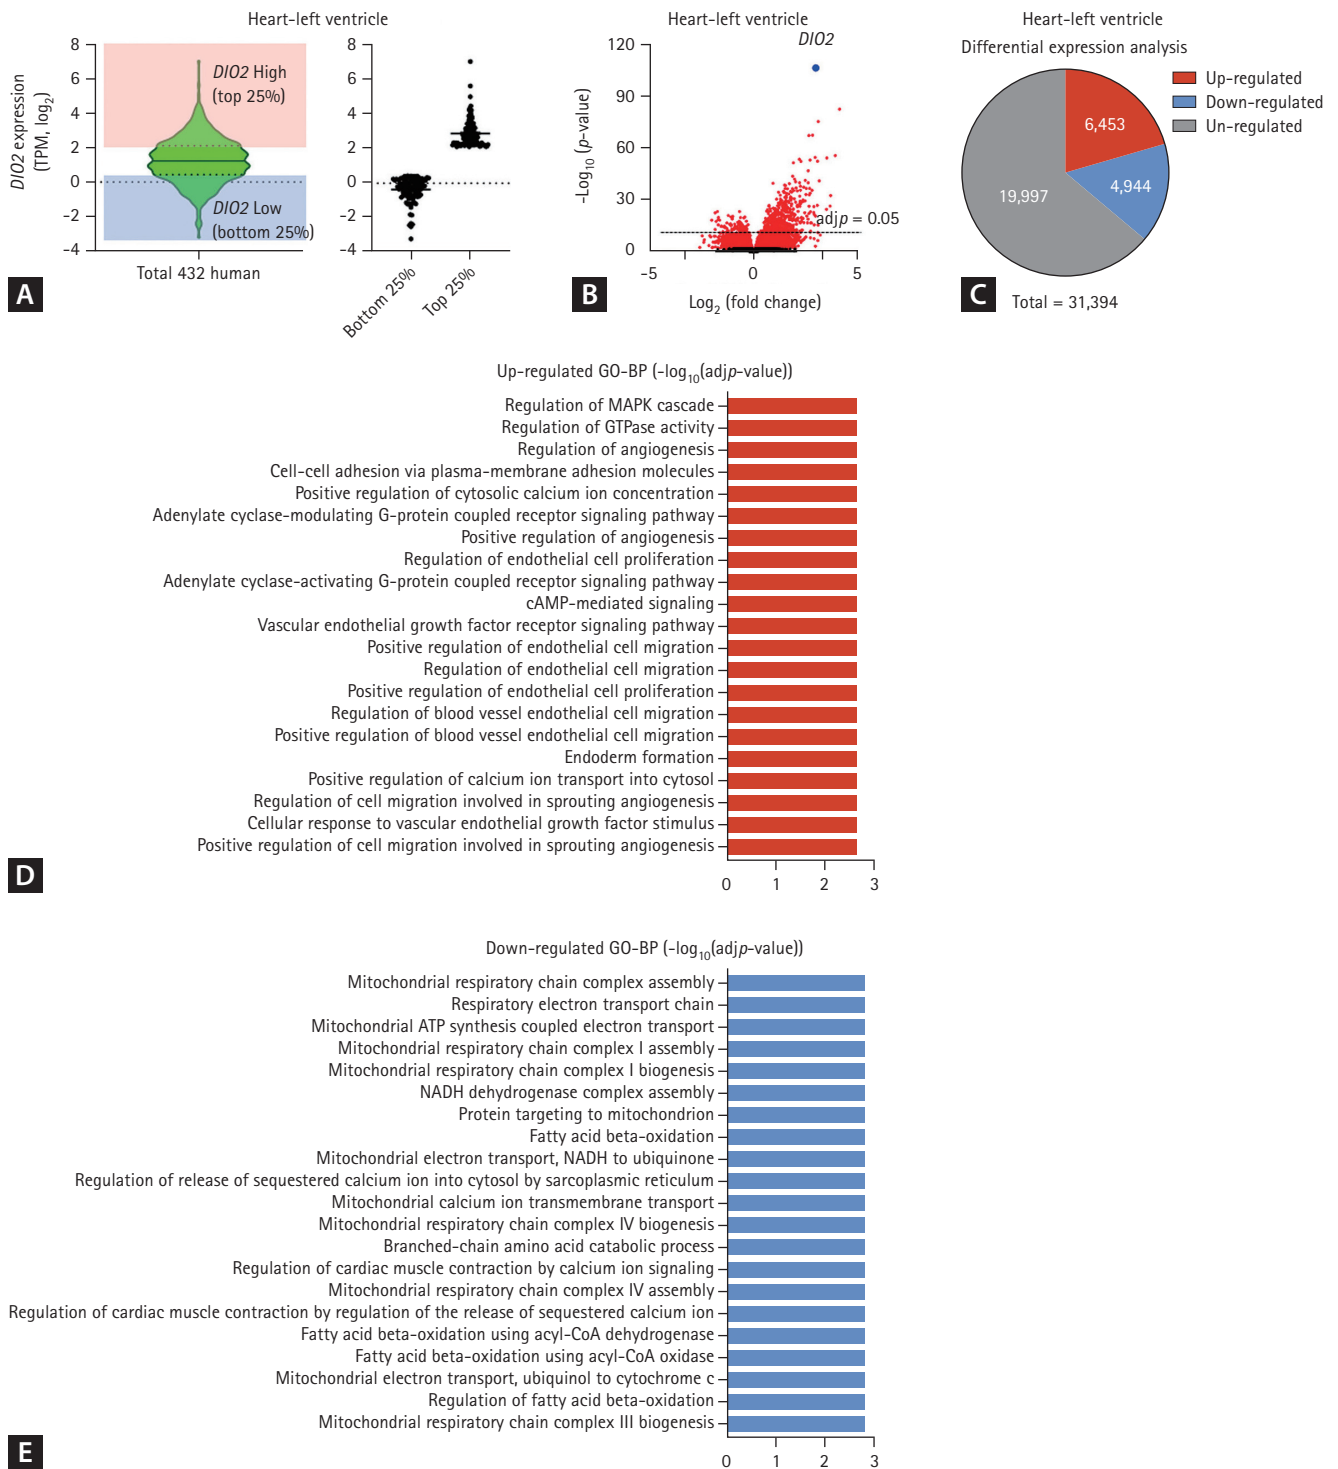 Heart-left ventricle
8
6
4
2
0
−2
−4
DIO2 expression
(TPM, log2)
DIO2 High
(top 25%)
DIO2 Low
(bottom 25%)
Total 432 human
8
6
4
2
0
−2
−4
Bottom 25%
Top 25%
A
Heart-left ventricle
DIO2
120
90
60
30
0
-Log10 (p-value)
adjp = 0.05
−5
0
5
Log2 (fold change)
B
Heart-left ventricle
Differential expression analysis
Up-regulated
Down-regulated
Un-regulated
6,453
4,944
19,997
Total = 31,394
C
Up-regulated GO-BP (-log10(adjp-value))
Regulation of MAPK cascade
Regulation of GTPase activity
Regulation of angiogenesis
Cell-cell adhesion via plasma-membrane adhesion molecules
Positive regulation of cytosolic calcium ion concentration
Adenylate cyclase-modulating G-protein coupled receptor signaling pathway
Positive regulation of angiogenesis
Regulation of endothelial cell proliferation
Adenylate cyclase-activating G-protein coupled receptor signaling pathway
cAMP-mediated signaling
Vascular endothelial growth factor receptor signaling pathway
Positive regulation of endothelial cell migration
Regulation of endothelial cell migration
Positive regulation of endothelial cell proliferation
Regulation of blood vessel endothelial cell migration
Positive regulation of blood vessel endothelial cell migration
Endoderm formation
Positive regulation of calcium ion transport into cytosol
Regulation of cell migration involved in sprouting angiogenesis
Cellular response to vascular endothelial growth factor stimulus
Positive regulation of cell migration involved in sprouting angiogenesis
0 1 2 3
D
Down-regulated GO-BP (-log10(adjp-value))
Mitochondrial respiratory chain complex assembly
Respiratory electron transport chain
Mitochondrial ATP synthesis coupled electron transport
Mitochondrial respiratory chain complex I assembly
Mitochondrial respiratory chain complex I biogenesis
NADH dehydrogenase complex assembly
Protein targeting to mitochondrion
Fatty acid beta-oxidation
Mitochondrial electron transport, NADH to ubiquinone
Regulation of release of sequestered calcium ion into cytosol by sarcoplasmic reticulum
Mitochondrial calcium ion transmembrane transport
Mitochondrial respiratory chain complex IV biogenesis
Branched-chain amino acid catabolic process
Regulation of cardiac muscle contraction by calcium ion signaling
Mitochondrial respiratory chain complex IV assembly
Regulation of cardiac muscle contraction by regulation of the release of sequestered calcium ion
Fatty acid beta-oxidation using acyl-CoA dehydrogenase
Fatty acid beta-oxidation using acyl-CoA oxidase
Mitochondrial electron transport, ubiquinol to cytochrome c
Regulation of fatty acid beta-oxidation
Mitochondrial respiratory chain complex III biogenesis
0 1 2 3
E